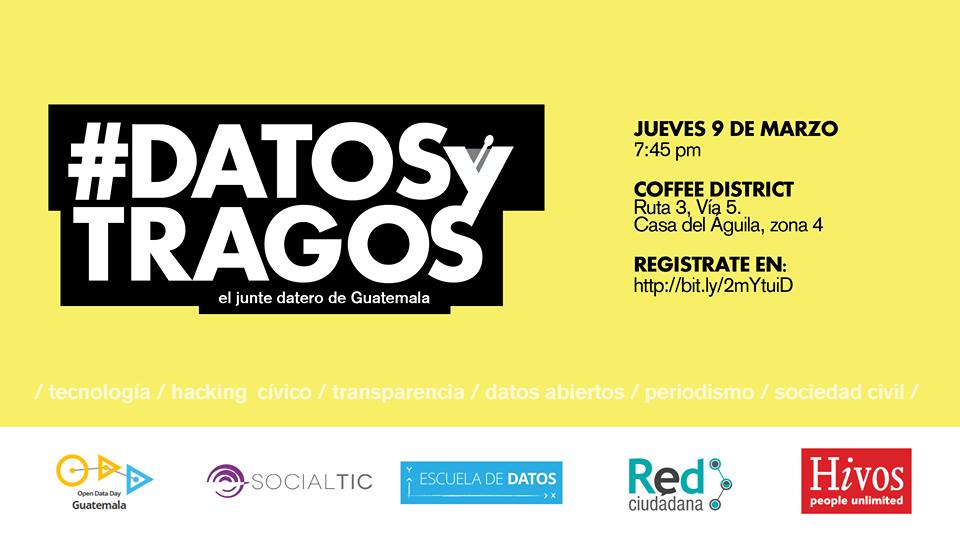 #DATOSy
TRAGOS
el junte datero de Guatemala
JUEVES 9 DE MARZO
7:45 pm
COFFEE DISTRICT
Ruta 3, Vía 5.
Casa del Águila, zona 4
REGISTRATE EN:
http://bit.ly/2mYtuiD
/ tecnología / hacking cívico / transparencia / datos abiertos / periodismo / sociedad civil /
Open Data Day
Guatemala
SOCIALTIC
Y
ESCUELA DE DATOS
X
Red
ciudadana
Hivos
people unlimited